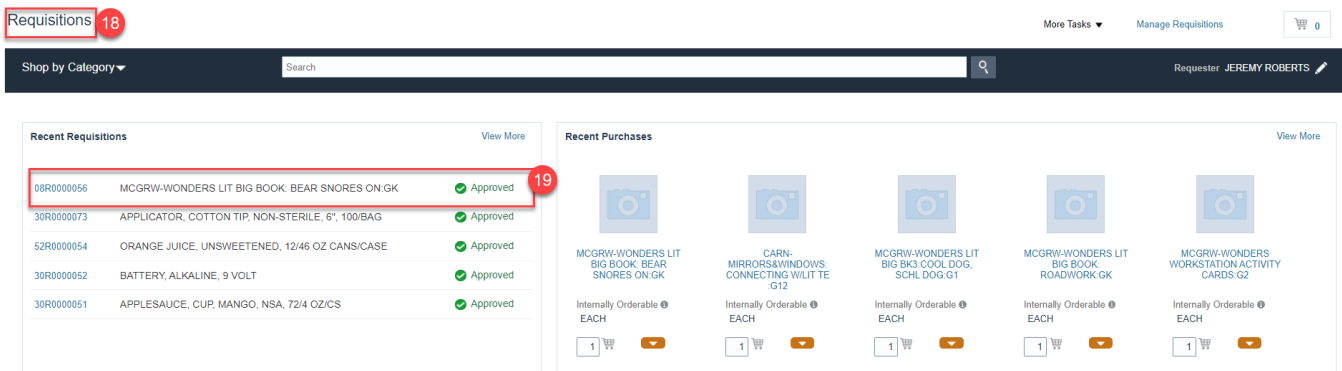 Requisitions 18
More Tasks Manage Requisitions 0
Shop by Category Search Requester JEREMY ROBERTS
Recent Requisitions View More
19
08R0000056 MCGRW-WONDERS LIT BIG BOOK: BEAR SNORES ON:GK Approved
30R0000073 APPLICATOR, COTTON TIP, NON-STERILE, 6", 100/BAG Approved
52R0000054 ORANGE JUICE, UNSWEETENED, 12/46 OZ CANS/CASE Approved
30R0000052 BATTERY, ALKALINE, 9 VOLT Approved
30R0000051 APPLESAUCE, CUP, MANGO, NSA, 72/4 OZ/CS Approved
Recent Purchases View More
MCGRW-WONDERS LIT
BIG BOOK: BEAR
SNORES ON:GK
Internally Orderable
EACH
1
CARN-
MIRRORS&WINDOWS:
CONNECTING W/LIT TE
:G12
Internally Orderable
EACH
1
MCGRW-WONDERS LIT
BIG BK3:COOL DOG,
SCHL DOG:G1
Internally Orderable
EACH
1
MCGRW-WONDERS LIT
BIG BOOK:
ROADWORK:GK
Internally Orderable
EACH
1
MCGRW-WONDERS
WORKSTATION ACTIVITY
CARDS:G2
Internally Orderable
EACH
1